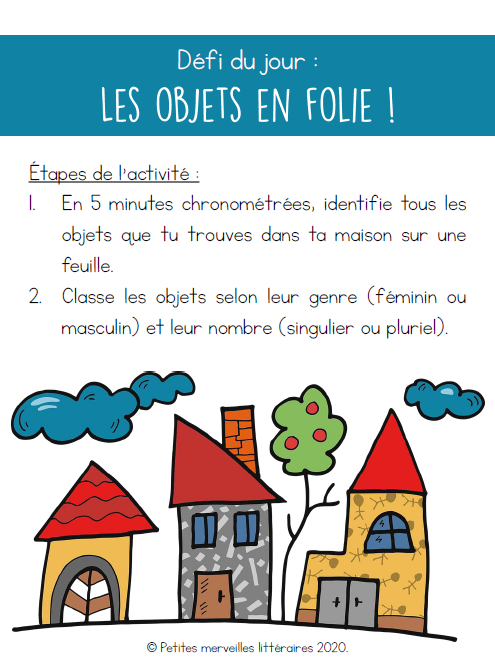 Défi du jour :
LES OBJETS EN FOLIE !
Étapes de l'activité :
1. En 5 minutes chronométrées, identifie tous les
objets que tu trouves dans ta maison sur une
feuille.
2. Classe les objets selon leur genre (féminin ou
masculin) et leur nombre (singulier ou pluriel).
© Petites merveilles littéraires 2020.